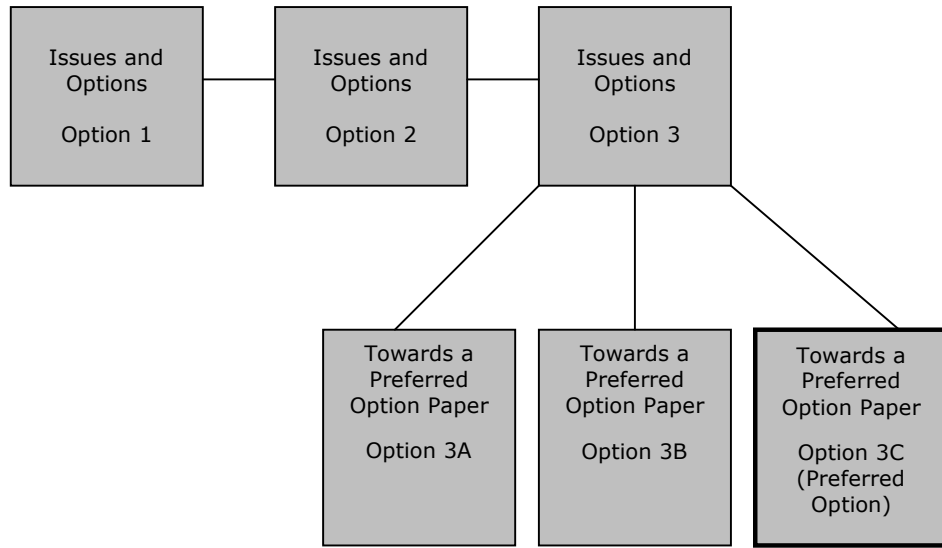 Issues and
Options
Option 1
Issues and
Options
Option 2
Issues and
Options
Option 3
Towards a
Preferred
Option Paper
Option 3A
Towards a
Preferred
Option Paper
Option 3B
Towards a
Preferred
Option Paper
Option 3C
(Preferred
Option)